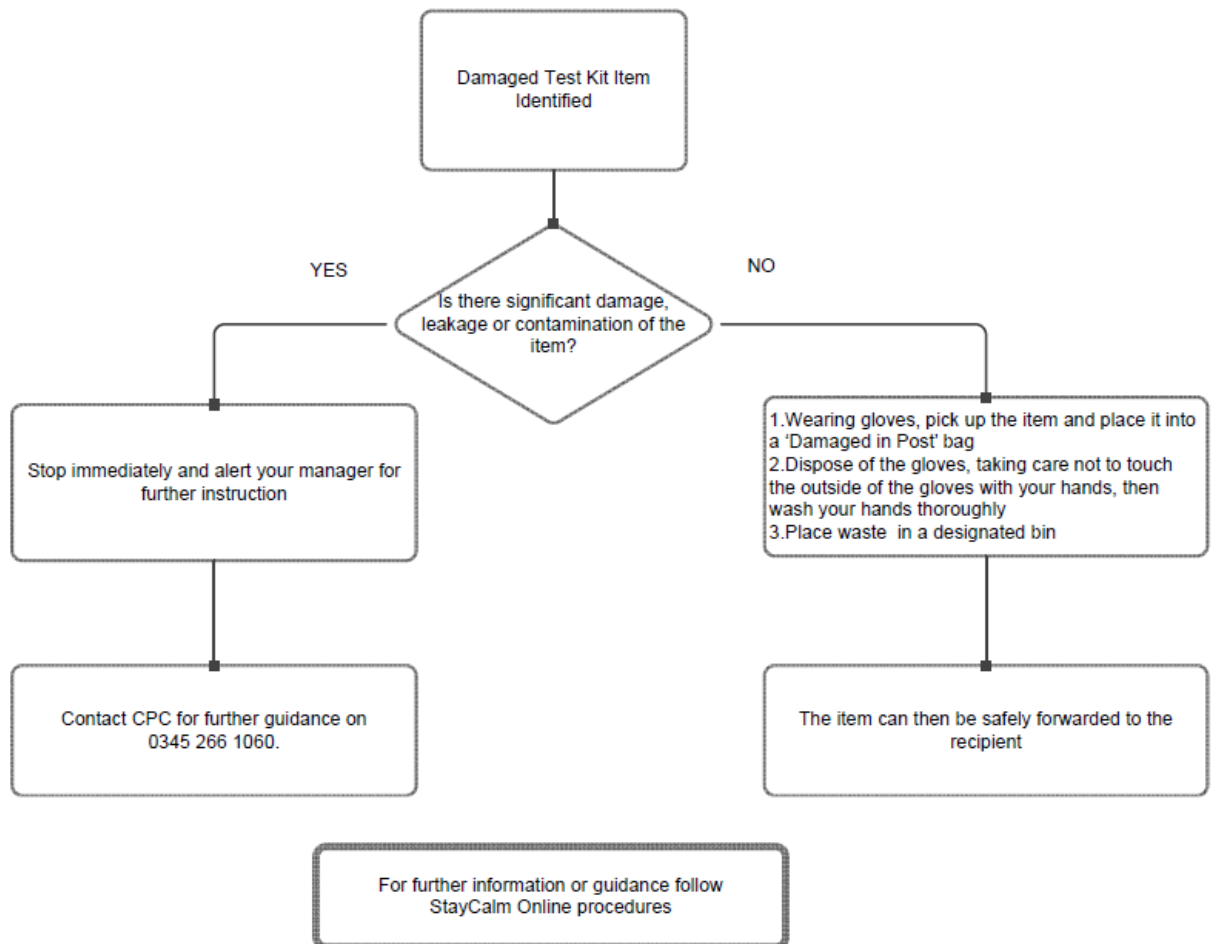 Damaged Test Kit Item
Identified
YES
NO
Is there significant damage,
leakage or contamination of the
item?
Stop immediately and alert your manager for
further instruction
1.Wearing gloves, pick up the item and place it into
a 'Damaged in Post' bag
2.Dispose of the gloves, taking care not to touch
the outside of the gloves with your hands, then
wash your hands thoroughly
3.Place waste  in a designated bin
Contact CPC for further guidance on
0345 266 1060.
The item can then be safely forwarded to the
recipient
For further information or guidance follow
StayCalm Online procedures